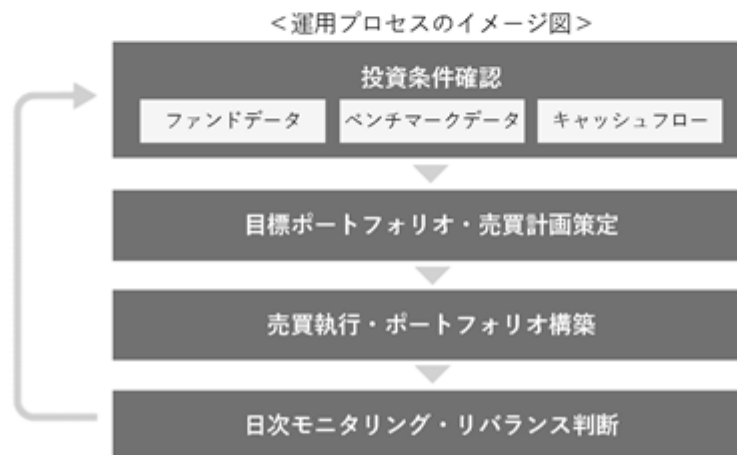 ＜運用プロセスのイメージ図＞
投資条件確認
ファンドデータ
ベンチマークデータ
キャッシュフロー
目標ポートフォリオ・売買計画策定
売買執行・ポートフォリオ構築
日次モニタリング・リバランス判断